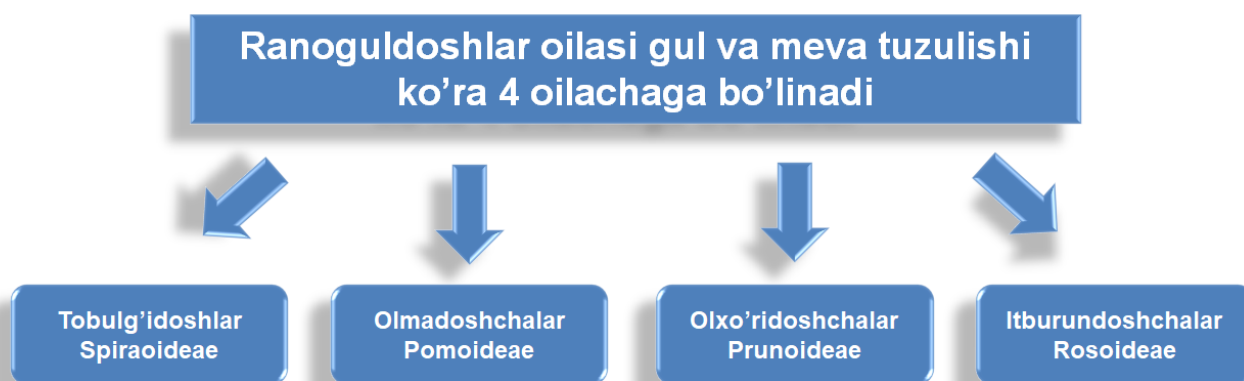 Ranoguldoshlar oilasi gul va meva tuzulishi
ko’ra 4 oilachaga bo’linadi
Tobulg’idoshlar
Spiraoideae
Olmadoshchalar
Pomoideae
Olxo’ridoshchalar
Prunoideae
Itburundoshchalar
Rosoideae